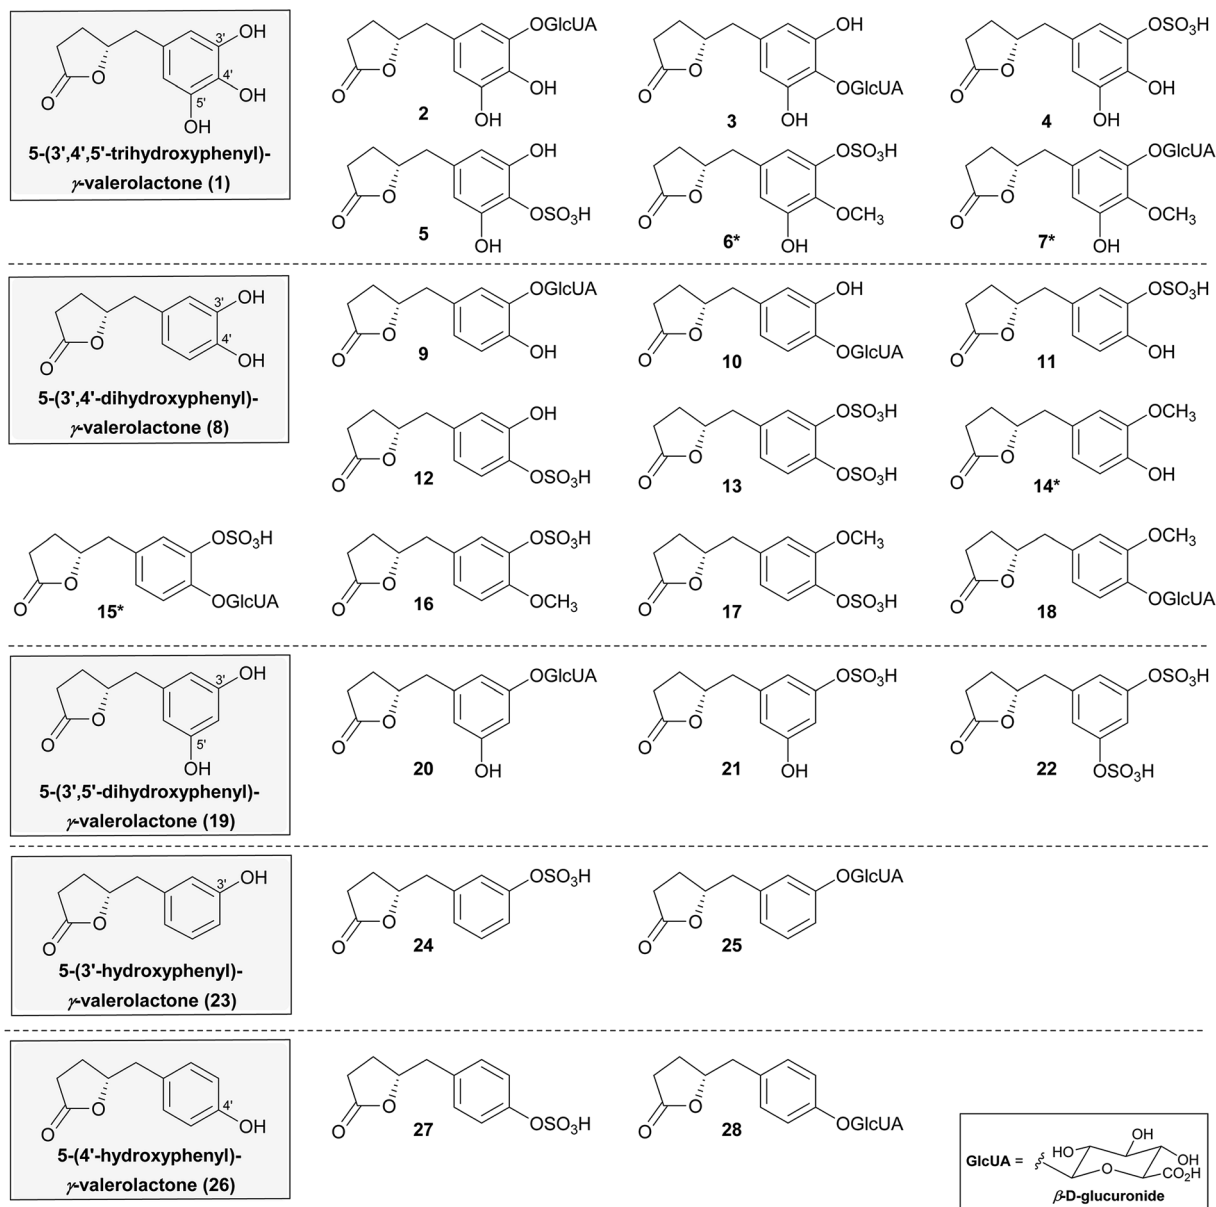 OH
3'
4'
O
O
OH
5'
OH
5-(3',4',5'-trihydroxyphenyl)-
γ-valerolactone (1)
OGlcUA
O
O
OH
OH
2
OH
O
O
OGlcUA
OH
3
OSO₃H
O
O
OH
OH
4
OH
O
O
OSO₃H
OH
5
OSO₃H
O
O
OCH₃
OH
6*
OGlcUA
O
O
OCH₃
OH
7*
OH
3'
4'
O
O
OH
5-(3',4'-dihydroxyphenyl)-
γ-valerolactone (8)
OGlcUA
O
O
OH
9
OH
O
O
OGlcUA
10
OSO₃H
O
O
OH
11
OH
O
O
OSO₃H
12
OSO₃H
O
O
OSO₃H
13
OCH₃
O
O
OH
14*
OSO₃H
O
O
OGlcUA
15*
OSO₃H
O
O
OCH₃
16
OCH₃
O
O
OSO₃H
17
OCH₃
O
O
OGlcUA
18
OH
3'
O
O
5'
OH
5-(3',5'-dihydroxyphenyl)-
γ-valerolactone (19)
OGlcUA
O
O
OH
20
OSO₃H
O
O
OH
21
OSO₃H
O
O
OSO₃H
22
OH
3'
O
O
5-(3'-hydroxyphenyl)-
γ-valerolactone (23)
OSO₃H
O
O
24
OGlcUA
O
O
25
O
O
4'
OH
5-(4'-hydroxyphenyl)-
γ-valerolactone (26)
O
O
OSO₃H
27
O
O
OGlcUA
28
GlcUA =
HO
OH
OH
O
CO₂H
β-D-glucuronide